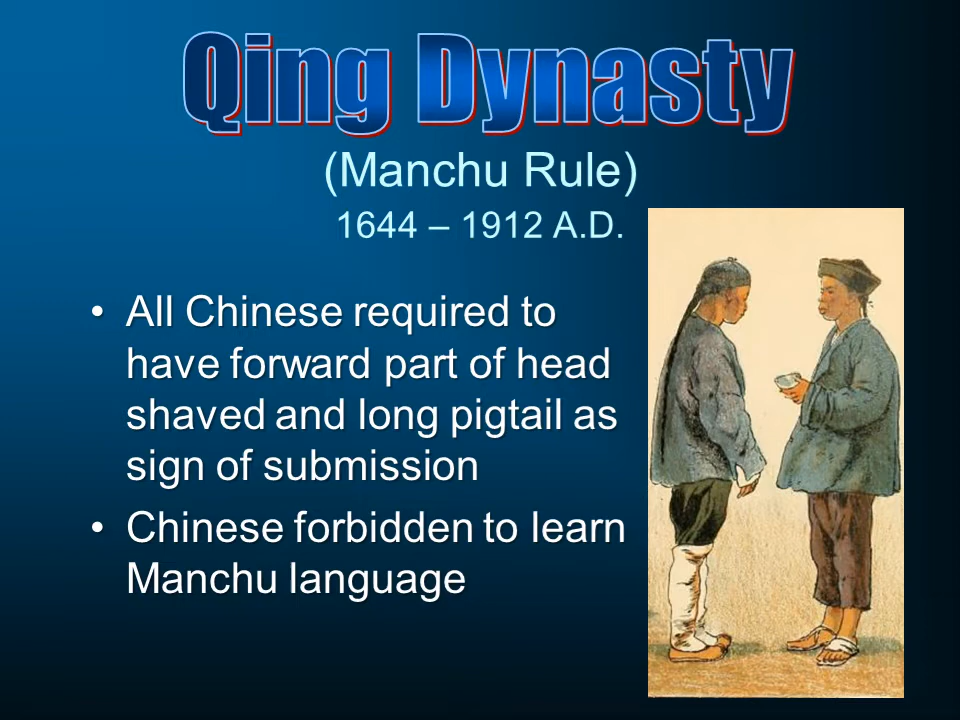 Qing Dynasty
(Manchu Rule)
1644 – 1912 A.D.
• All Chinese required to
have forward part of head
shaved and long pigtail as
sign of submission
• Chinese forbidden to learn
Manchu language